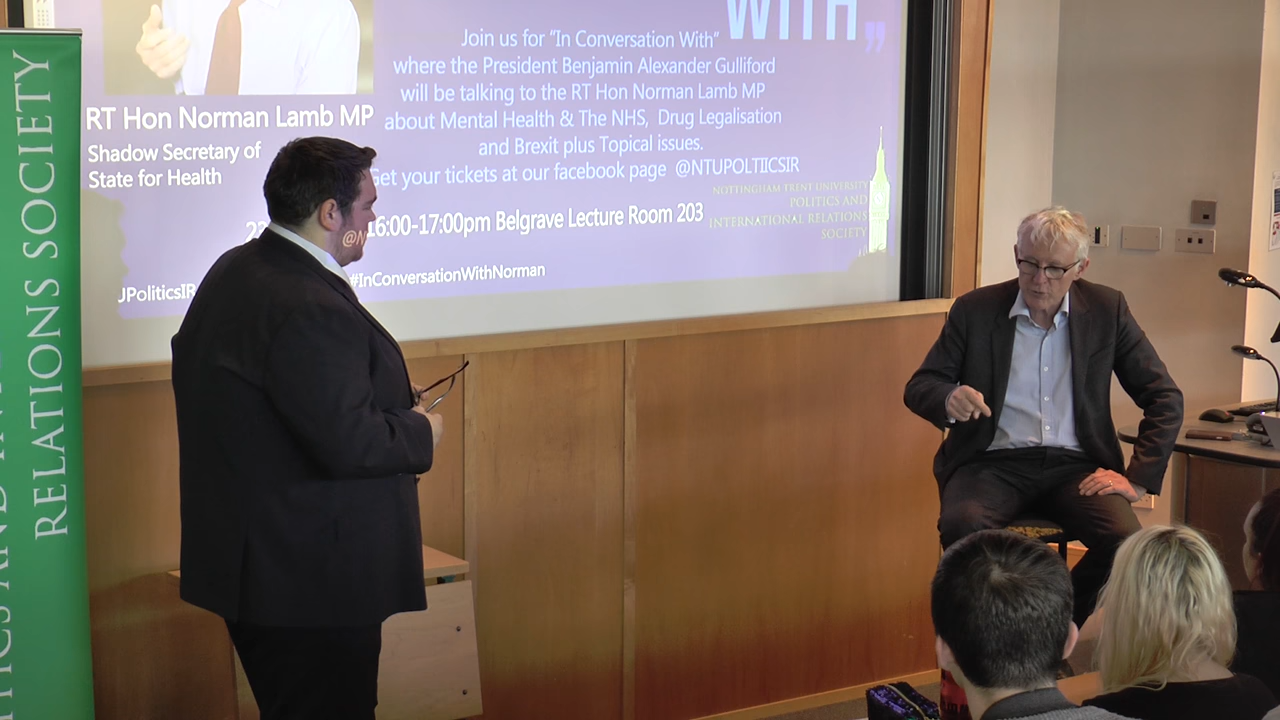 RELATIONS SOCIETY
WITH"
Join us for "In Conversation With"
where the President Benjamin Alexander Gulliford
will be talking to the RT Hon Norman Lamb MP
about Mental Health & The NHS, Drug Legalisation
and Brexit plus Topical issues.
Get your tickets at our facebook page @NTUPOLTIICSIR
RT Hon Norman Lamb MP
Shadow Secretary of
State for Health
16:00-17:00pm Belgrave Lecture Room 203
NOTTINGHAM TRENT UNIVERSITY
POLITICS AND
INTERNATIONAL RELATIONS
SOCIETY
#InConversationWithNorman